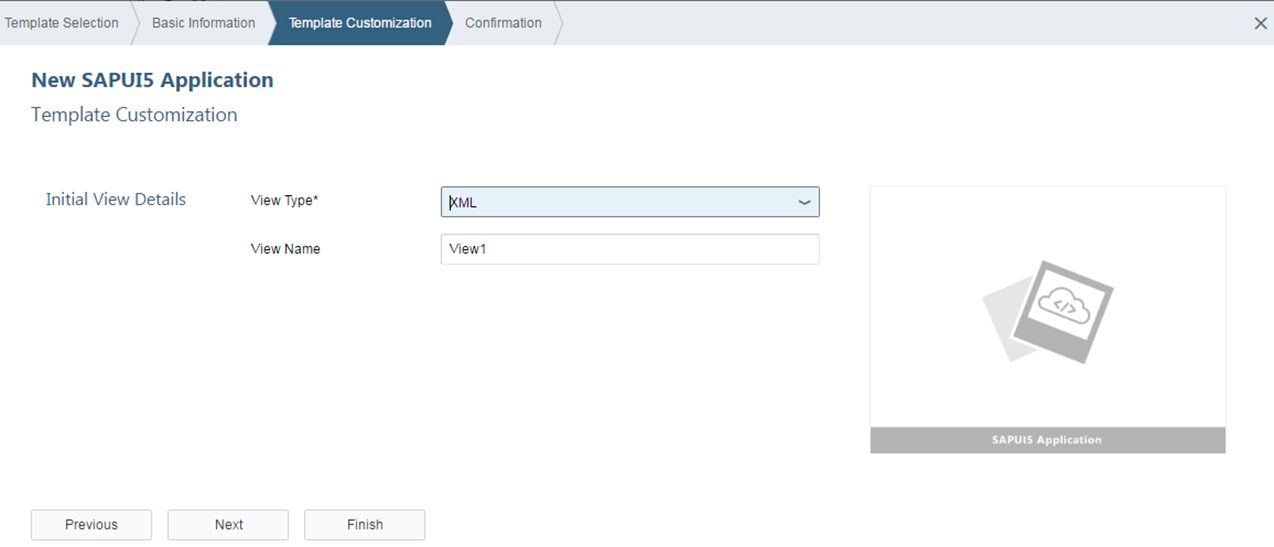 Template Selection
Basic Information
Template Customization
Confirmation
New SAPUI5 Application
Template Customization
Initial View Details
View Type*
XML
View Name
View1
</>
SAPUI5 Application
Previous
Next
Finish